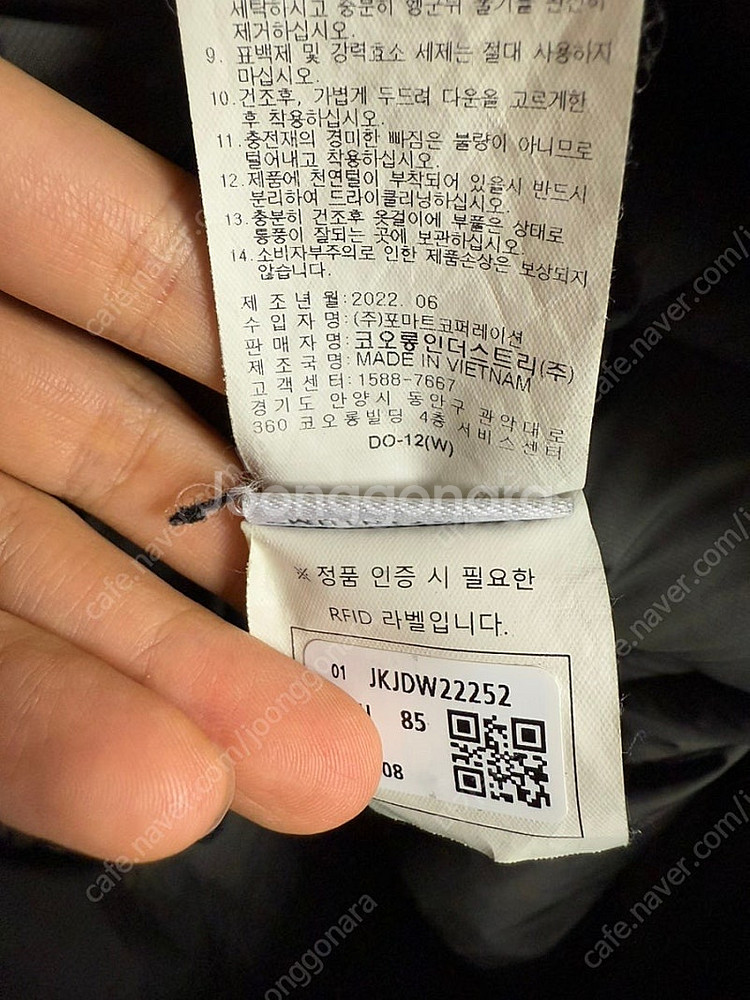 세탁하시고 충분히 헹군뒤 물기를 완전히
제거하십시오.
9. 표백제 및 강력효소 세제는 절대 사용하지
마십시오.
10. 건조후, 가볍게 두드려 다운을 고르게한
후 착용하십시오.
11. 충전재의 경미한 빠짐은 불량이 아니므로
털어내고 착용하십시오.
12. 제품에 천연털이 부착되어 있을시 반드시
분리하여 드라이클리닝하십시오.
13. 충분히 건조후 옷걸이에 부풀은 상태로
통풍이 잘되는 곳에 보관하십시오.
14. 소비자부주의로 인한 제품손상은 보상되지
않습니다.
제 조 년 월: 2022. 06
수 입 자 명: (주)포마트코퍼레이션
판 매 자 명: 코오롱인더스트리(주)
제 조 국 명: MADE IN VIETNAM
고 객 센 터: 1588-7667
경기도 안양시 동안구 관악대로
360 코오롱빌딩 4층 서비스센터
DO-12(W)
Joonggonara
※ 정품 인증 시 필요한
RFID 라벨입니다.
01 JKJDW22252
85
08
cafe.naver.com/joonggonara